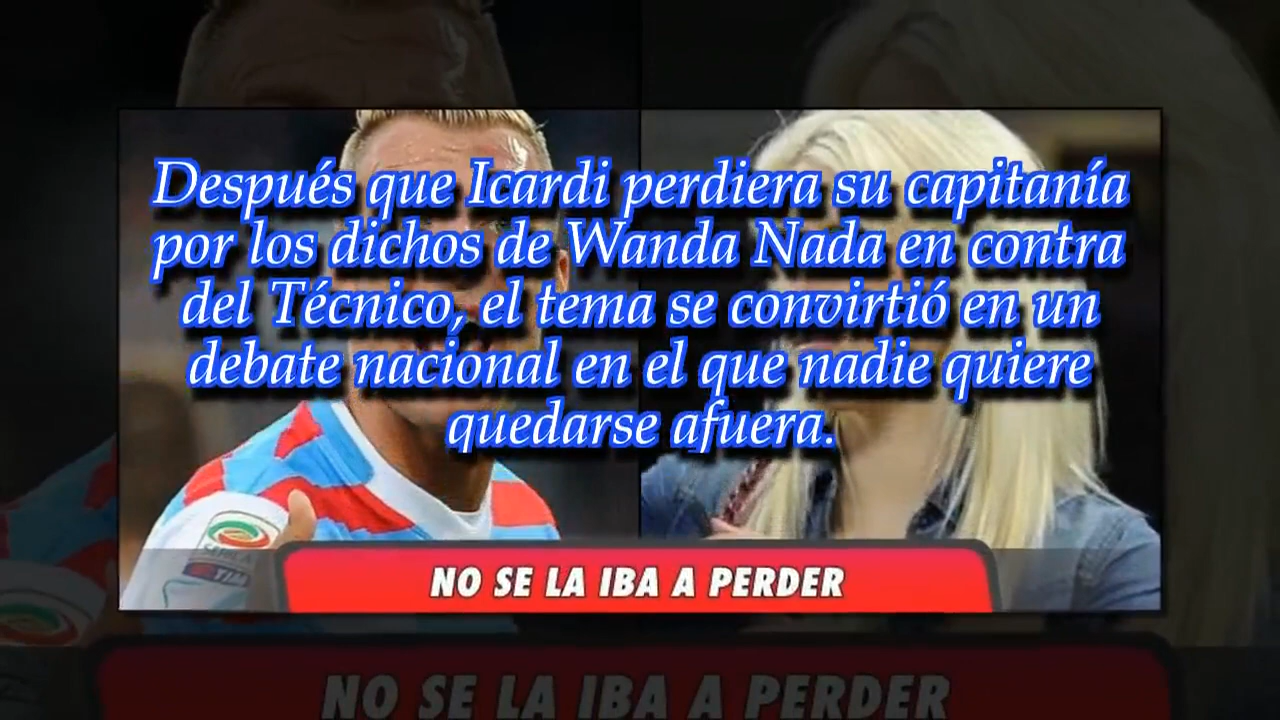 Después que Icardi perdiera su capitanía
por los dichos de Wanda Nada en contra
del Técnico, el tema se convirtió en un
debate nacional en el que nadie quiere
quedarse afuera.
SERIE A
TIM
NO SE LA IBA A PERDER
NO SE LA IBA A PERDER